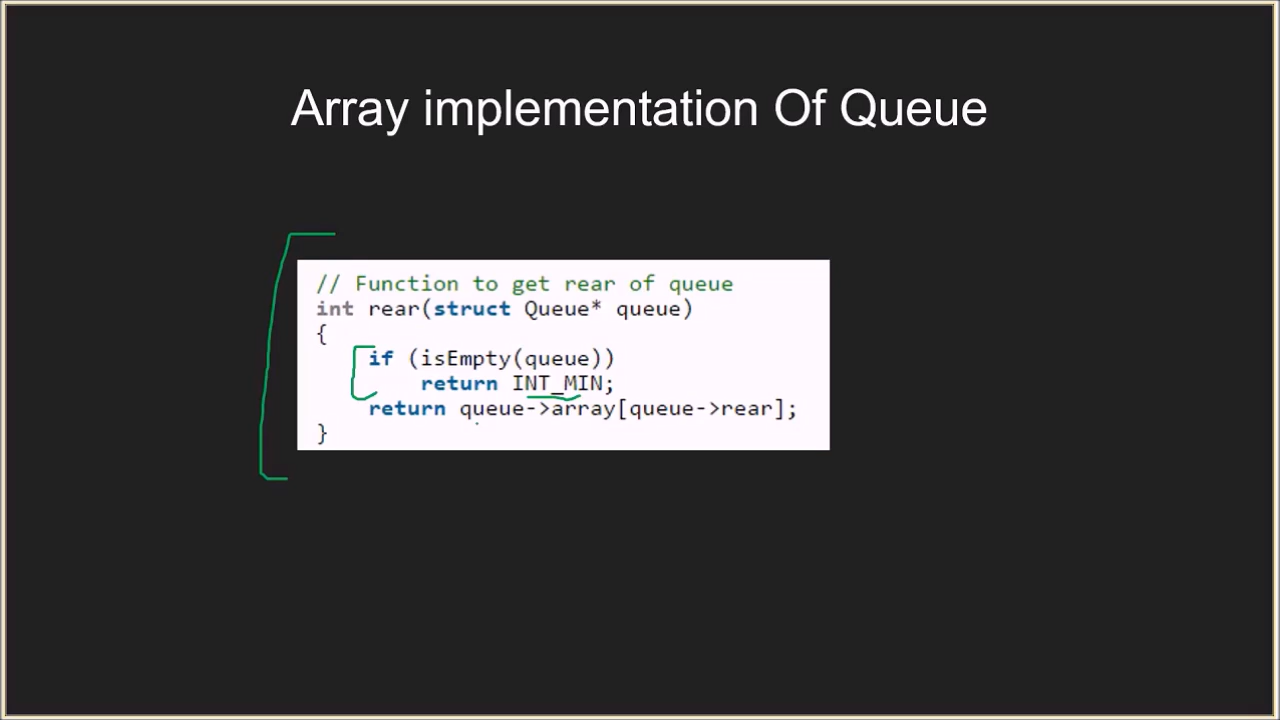 Array implementation Of Queue
// Function to get rear of queue
int rear(struct Queue* queue)
{
if (isEmpty(queue))
return INT_MIN;
return queue->array[queue->rear];
}